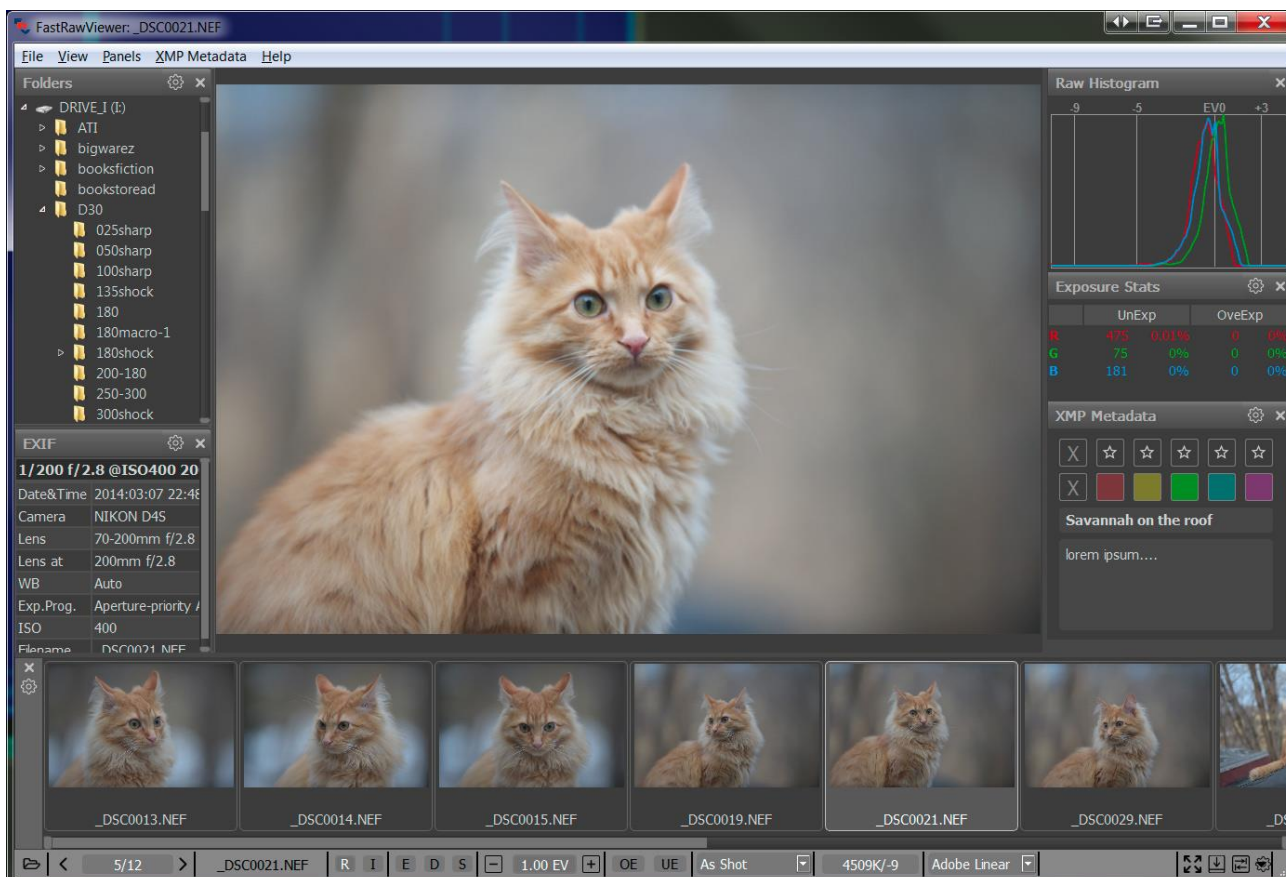 FastRawViewer: _DSC0021.NEF
File View Panels XMP Metadata Help
Folders
DRIVE_I (I:)
ATI
bigwarez
booksfiction
bookstoread
D30
025sharp
050sharp
100sharp
135shock
180
180macro-1
180shock
200-180
250-300
300shock
EXIF
1/200 f/2.8 @ISO400 20
Date&Time 2014:03:07 22:48
Camera NIKON D4S
Lens 70-200mm f/2.8
Lens at 200mm f/2.8
WB Auto
Exp.Prog. Aperture-priority A
ISO 400
Filename _DSC0021.NEF
Raw Histogram
-9 -5 EV0 +3
Exposure Stats
UnExp OveExp
R 475 0.01% 0 0%
G 75 0% 0 0%
B 181 0% 0 0%
XMP Metadata
X
X
Savannah on the roof
lorem ipsum....
_DSC0013.NEF _DSC0014.NEF _DSC0015.NEF _DSC0019.NEF _DSC0021.NEF _DSC0029.NEF
5/12 _DSC0021.NEF R I E D S 1.00 EV OE UE As Shot 4509K/-9 Adobe Linear